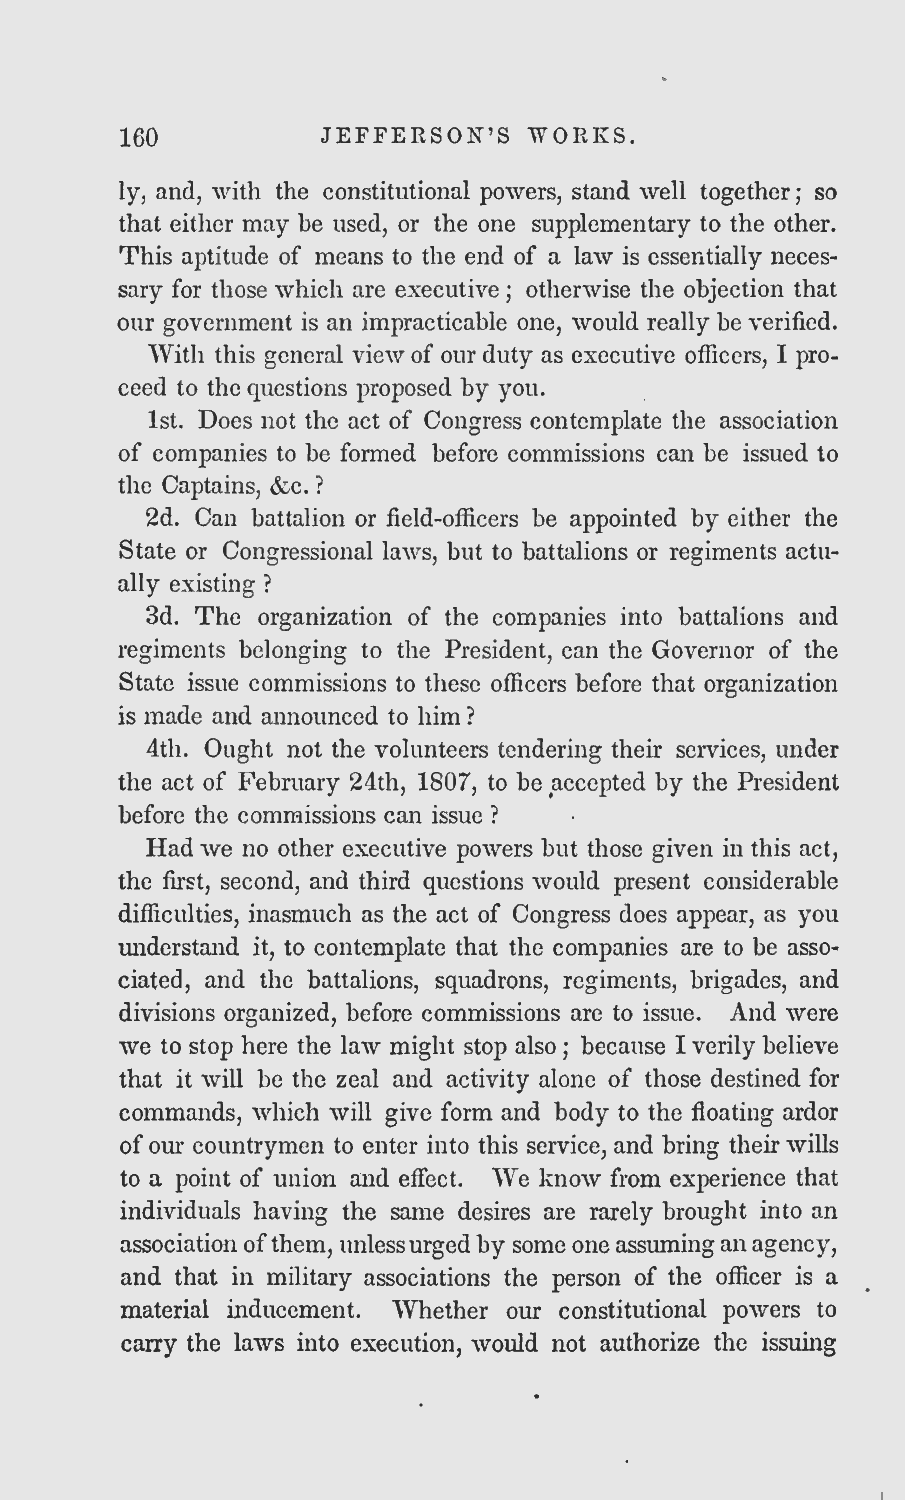 160 JEFFERSON'S WORKS.
ly, and, with the constitutional powers, stand well together; so
that either may be used, or the one supplementary to the other.
This aptitude of means to the end of a law is essentially neces-
sary for those which are executive; otherwise the objection that
our government is an impracticable one, would really be verified.
With this general view of our duty as executive officers, I pro-
ceed to the questions proposed by you.
1st. Does not the act of Congress contemplate the association
of companies to be formed before commissions can be issued to
the Captains, &c.?
2d. Can battalion or field-officers be appointed by either the
State or Congressional laws, but to battalions or regiments actu-
ally existing?
3d. The organization of the companies into battalions and
regiments belonging to the President, can the Governor of the
State issue commissions to these officers before that organization
is made and announced to him?
4th. Ought not the volunteers tendering their services, under
the act of February 24th, 1807, to be accepted by the President
before the commissions can issue?
Had we no other executive powers but those given in this act,
the first, second, and third questions would present considerable
difficulties, inasmuch as the act of Congress does appear, as you
understand it, to contemplate that the companies are to be asso-
ciated, and the battalions, squadrons, regiments, brigades, and
divisions organized, before commissions are to issue. And were
we to stop here the law might stop also; because I verily believe
that it will be the zeal and activity alone of those destined for
commands, which will give form and body to the floating ardor
of our countrymen to enter into this service, and bring their wills
to a point of union and effect. We know from experience that
individuals having the same desires are rarely brought into an
association of them, unless urged by some one assuming an agency,
and that in military associations the person of the officer is a
material inducement. Whether our constitutional powers to
carry the laws into execution, would not authorize the issuing